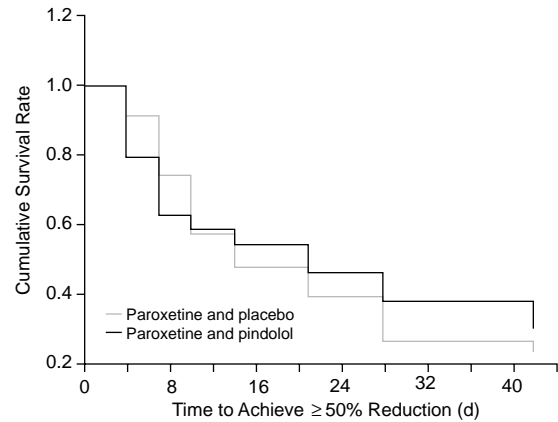 1.2
1.0
0.8
0.6
0.4
0.2
Cumulative Survival Rate
Paroxetine and placebo
Paroxetine and pindolol
0 8 16 24 32 40
Time to Achieve ≥50% Reduction (d)